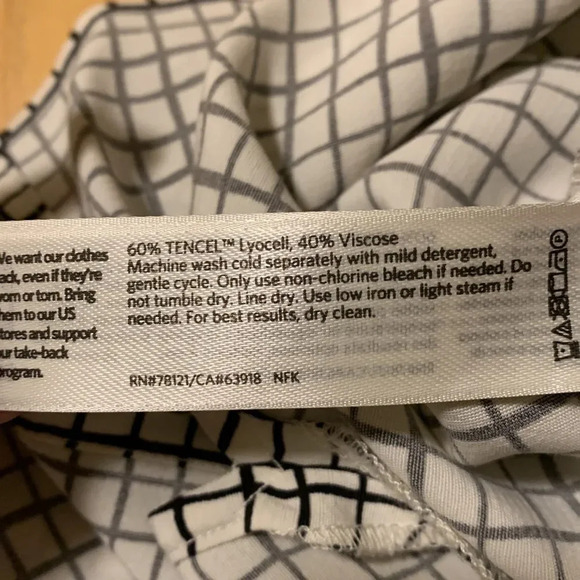 We want our clothes
back, even if they're
worn or torn. Bring
them to our US
stores and support
our take-back
program.
60% TENCEL™ Lyocell, 40% Viscose
Machine wash cold separately with mild detergent,
gentle cycle. Only use non-chlorine bleach if needed. Do
not tumble dry. Line dry. Use low iron or light steam if
needed. For best results, dry clean.
RN#78121/CA#63918 NFK